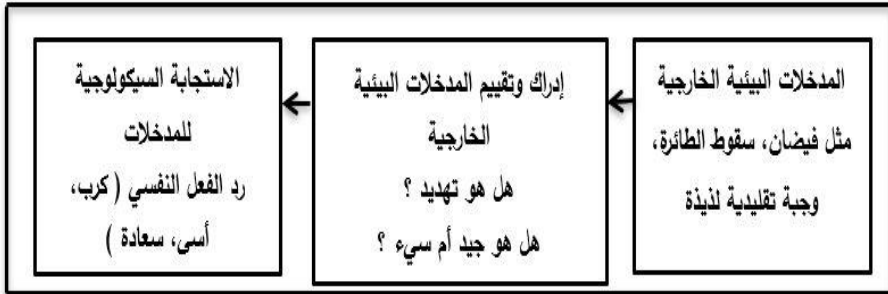 المدخلات البيئية الخارجية
مثل فيضان، سقوط الطائرة،
وجبة تقليدية لذيذة
إدراك وتقييم المدخلات البيئية
الخارجية
هل هو تهديد ؟
هل هو جيد أم سيء ؟
الاستجابة السيكولوجية
للمدخلات
رد الفعل النفسي ( كرب،
أسى، سعادة )